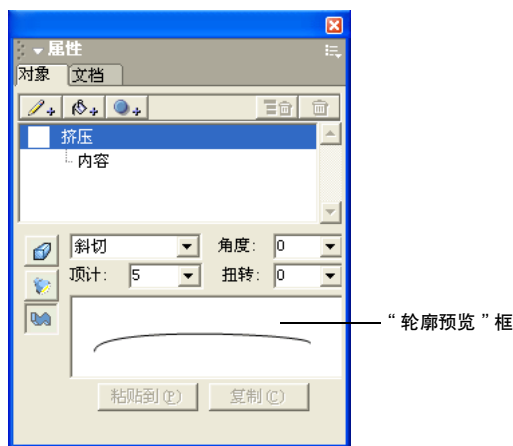 属性
对象 文档
挤压
内容
斜切 角度: 0
顶计: 5 扭转: 0
“轮廓预览”框
粘贴到(P) 复制(C)